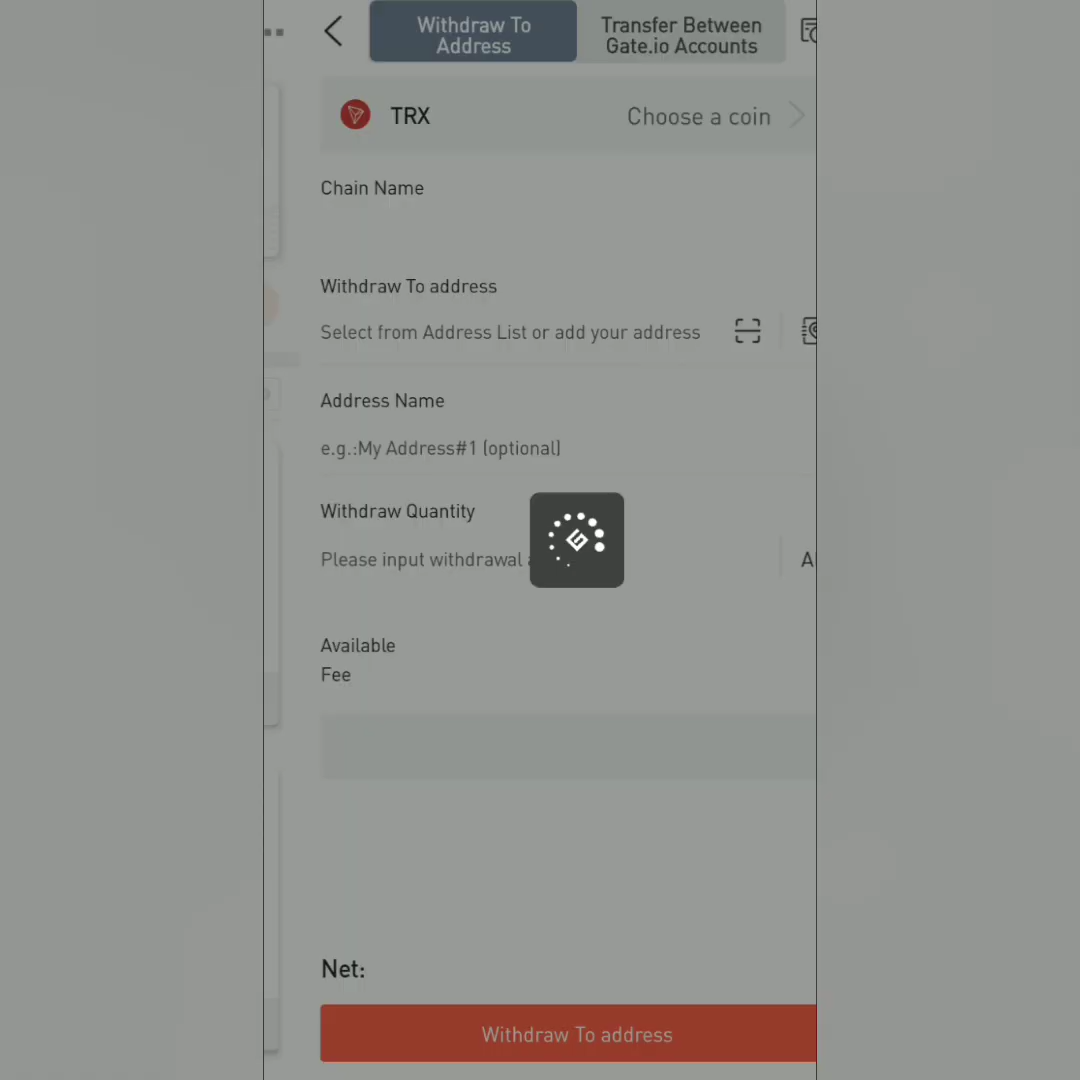 Withdraw To
Address
Transfer Between
Gate.io Accounts
TRX
Choose a coin
Chain Name
Withdraw To address
Select from Address List or add your address
Address Name
e.g.:My Address#1 (optional)
Withdraw Quantity
Please input withdrawal
Available
Fee
Net:
Withdraw To address